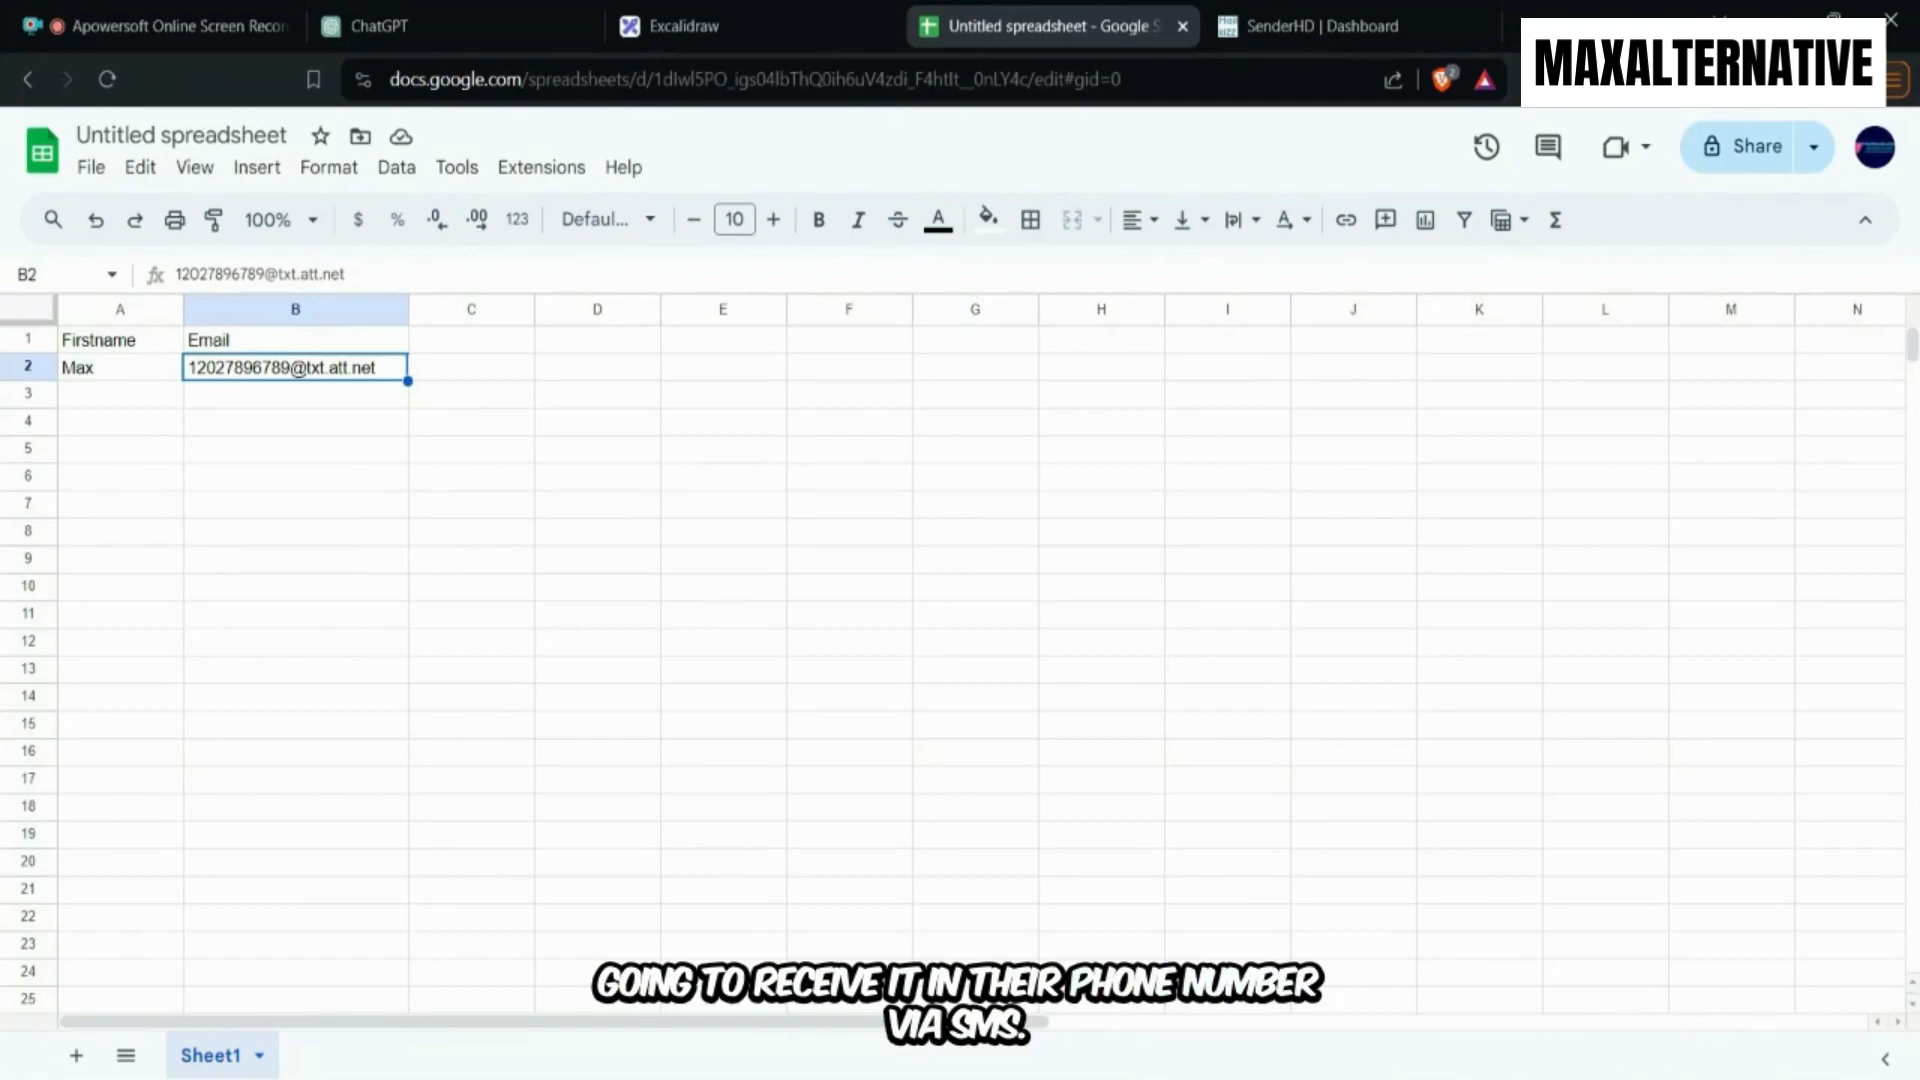 Apowersoft Online Screen Recor
ChatGPT
Excalidraw
Untitled spreadsheet - Google S
SenderHD | Dashboard
MAXALTERNATIVE
docs.google.com/spreadsheets/d/1dIwl5PO_igs04lbThQ0ih6uV4zdi_F4htIt__0nLY4c/edit#gid=0
2
Untitled spreadsheet
File Edit View Insert Format Data Tools Extensions Help
Share
100% $ % .0 .00 123 Defaul... 10 B I A Σ
B2 fx 12027896789@txt.att.net
A B C D E F G H I J K L M N
1 Firstname Email
2 Max 12027896789@txt.att.net
3
4
5
6
7
8
9
10
11
12
13
14
15
16
17
18
19
20
21
22
23
24
25
GOING TO RECEIVE IT IN THEIR PHONE NUMBER
VIA SMS.
Sheet1